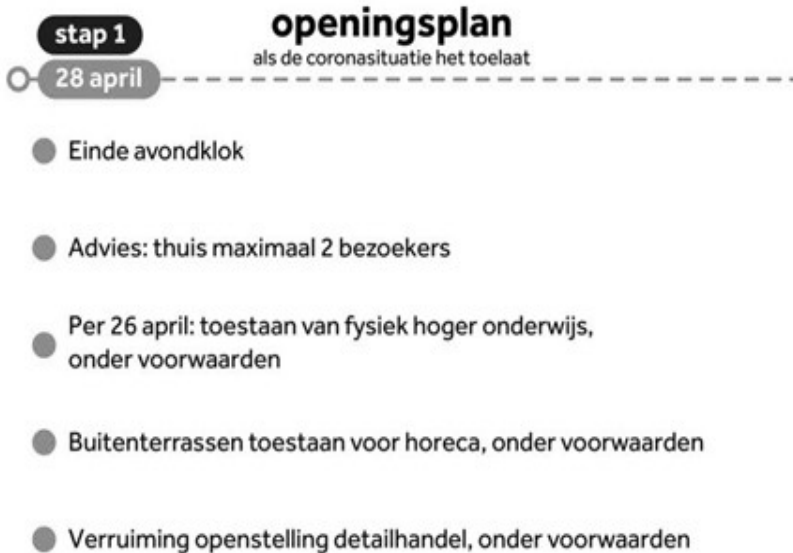 openingsplan
als de coronasituatie het toelaat
stap 1
28 april
Einde avondklok
Advies: thuis maximaal 2 bezoekers
Per 26 april: toestaan van fysiek hoger onderwijs,
onder voorwaarden
Buitenterrassen toestaan voor horeca, onder voorwaarden
Verruiming openstelling detailhandel, onder voorwaarden